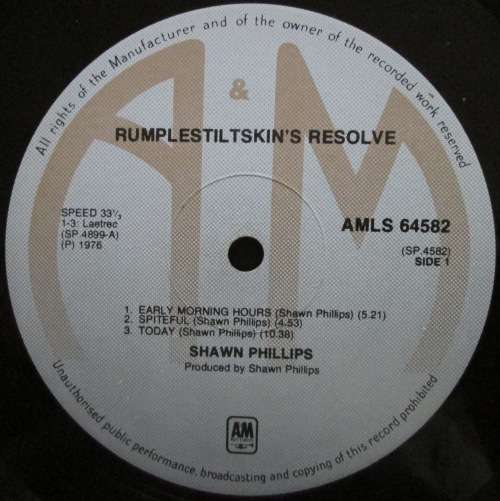 All rights of the Manufacturer and of the owner of the recorded work reserved
&
RUMPLESTILTSKIN'S RESOLVE
SPEED 33⅓
1-3: Laetrec
(SP.4899-A)
(P) 1976
AMLS 64582
(SP.4582)
SIDE 1
1. EARLY MORNING HOURS (Shawn Phillips) (5.21)
2. SPITEFUL (Shawn Phillips) (4.53)
3. TODAY (Shawn Phillips) (10.38)
SHAWN PHILLIPS
Produced by Shawn Phillips
AM
Unauthorised public performance, broadcasting and copying of this record prohibited